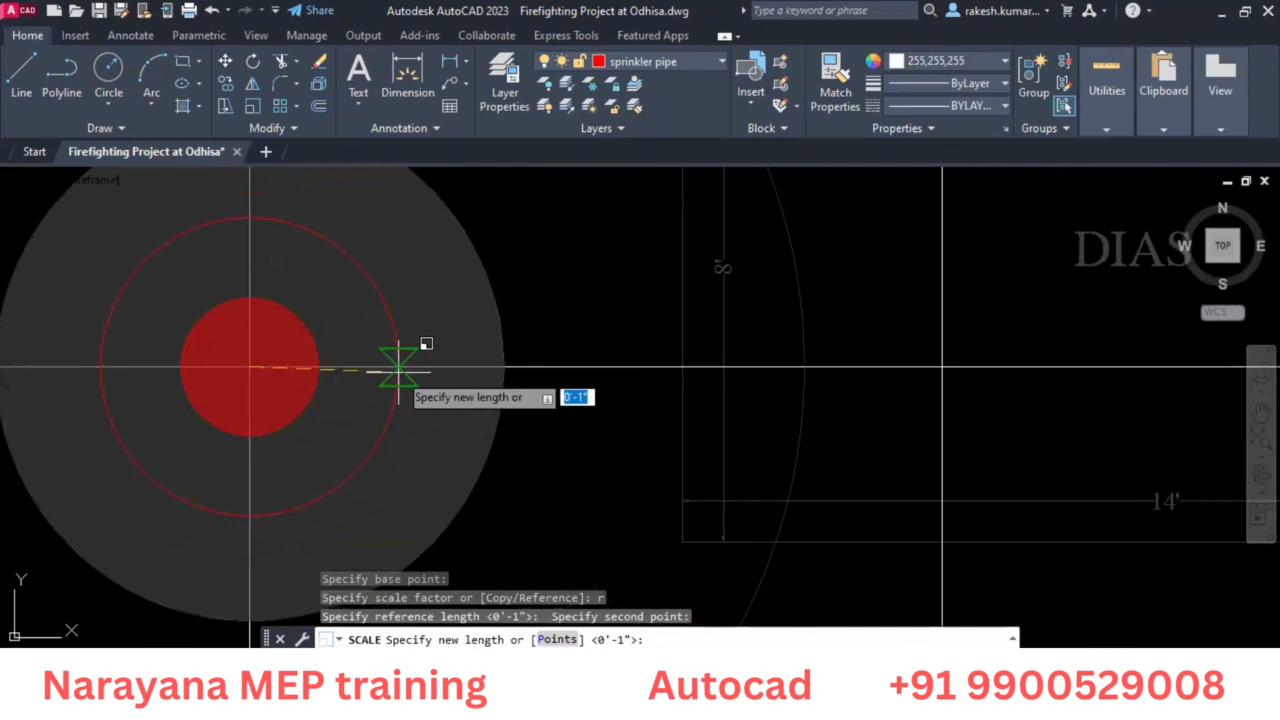 CAD
Share
Autodesk AutoCAD 2023
Firefighting Project at Odhisa.dwg
Type a keyword or phrase
rakesh.kumar...
Home
Insert
Annotate
Parametric
View
Manage
Output
Add-ins
Collaborate
Express Tools
Featured Apps
Line
Polyline
Circle
Arc
Text
Dimension
Layer
Properties
sprinkler pipe
Insert
Match
Properties
255,255,255
ByLayer
BYLAY...
Group
Utilities
Clipboard
View
Draw
Modify
Annotation
Layers
Block
Properties
Groups
Start
Firefighting Project at Odhisa*
eframe]
N
W
TOP
E
S
WCS
DIAS
8'
14'
Specify new length or
0'-1"
Y
X
Specify base point:
Specify scale factor or [Copy/Reference]: r
Specify reference length <0'-1">: Specify second point:
SCALE Specify new length or [Points] <0'-1">:
Narayana MEP training
Autocad
+91 9900529008